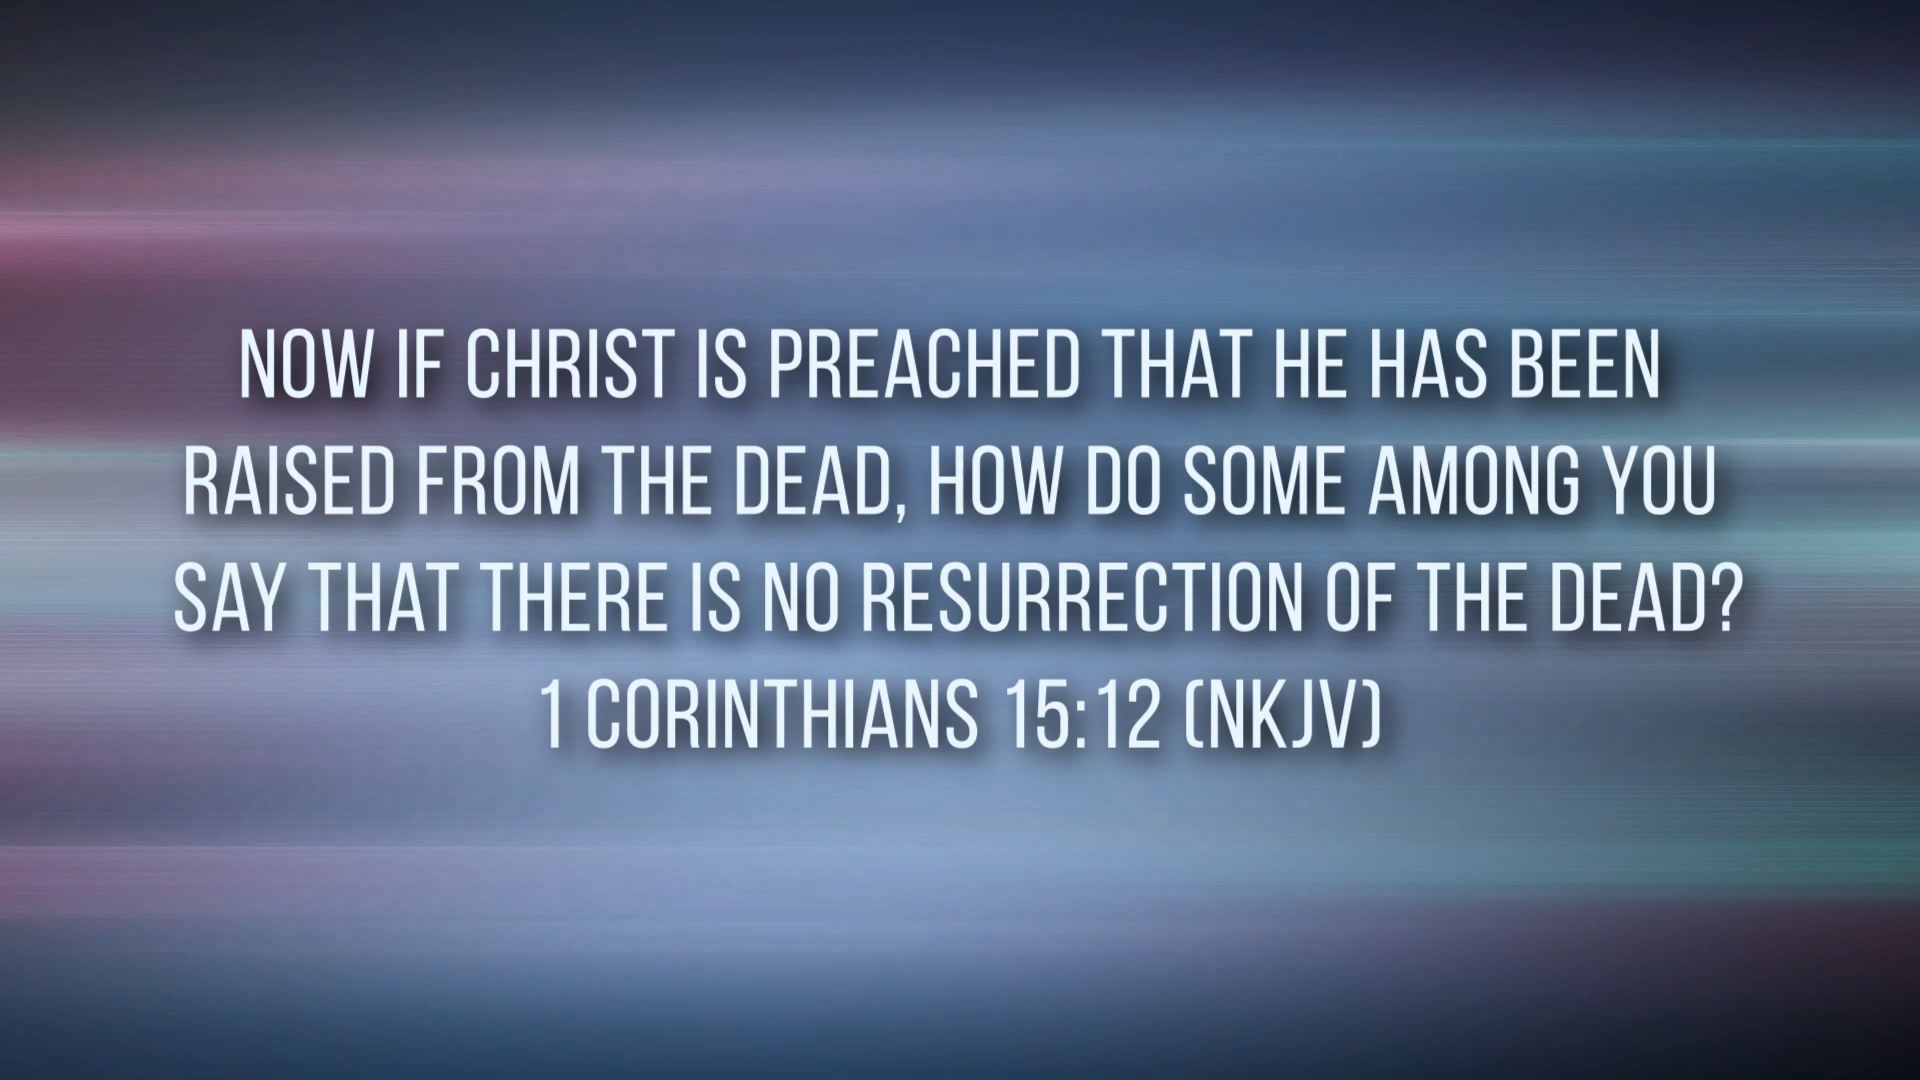 NOW IF CHRIST IS PREACHED THAT HE HAS BEEN
RAISED FROM THE DEAD, HOW DO SOME AMONG YOU
SAY THAT THERE IS NO RESURRECTION OF THE DEAD?
1 CORINTHIANS 15:12 (NKJV)